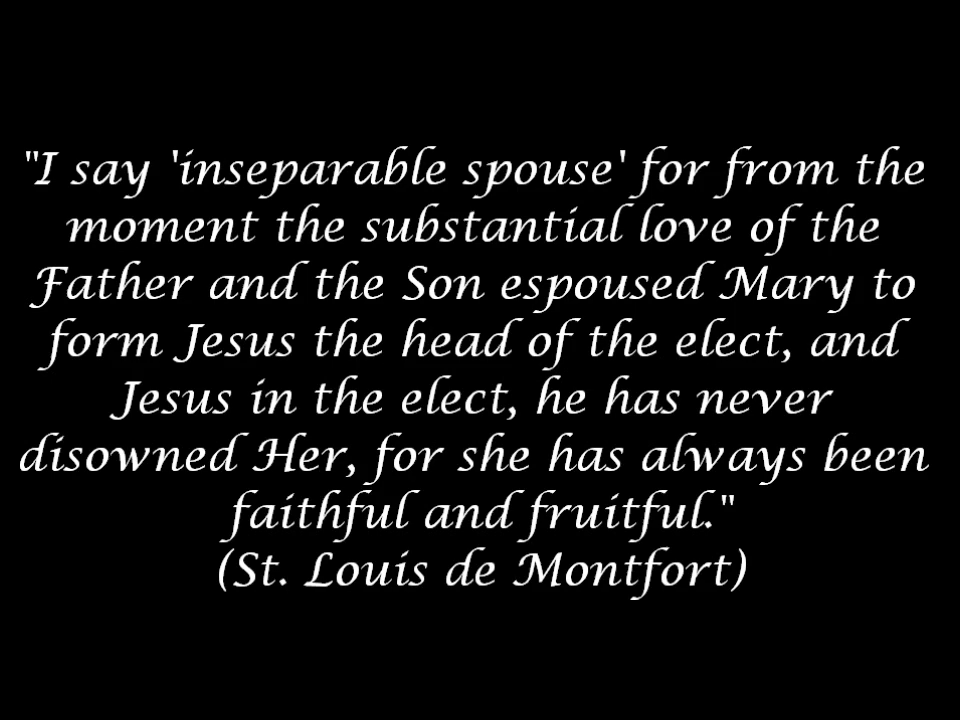 "I say 'inseparable spouse' for from the
moment the substantial love of the
Father and the Son espoused Mary to
form Jesus the head of the elect, and
Jesus in the elect, he has never
disowned Her, for she has always been
faithful and fruitful."
(St. Louis de Montfort)